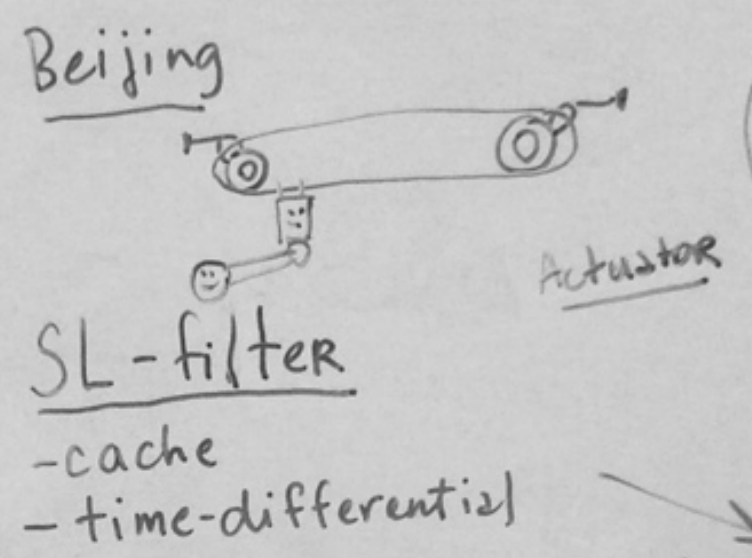 Beijing
Actuator
SL-filter
-cache
-time-differential